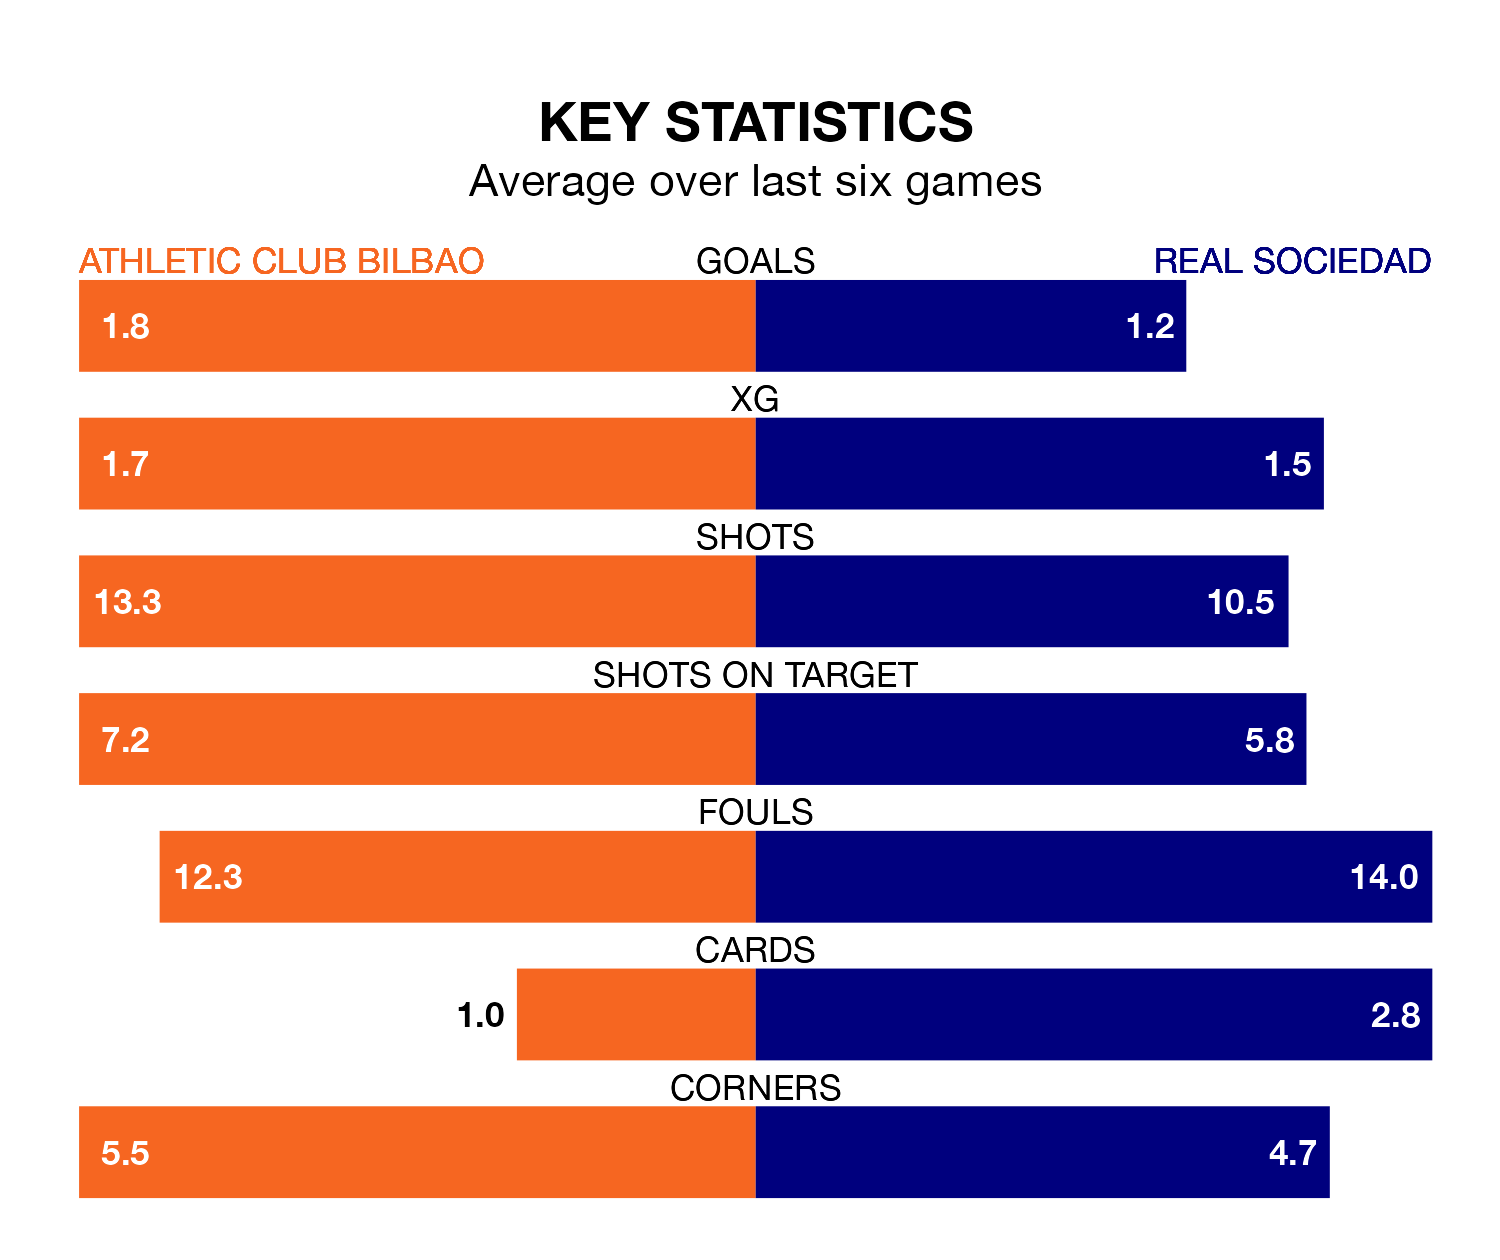 KEY STATISTICS
Average over last six games
ATHLETIC CLUB BILBAO GOALS REAL SOCIEDAD
1.8 1.2
XG
1.7 1.5
SHOTS
13.3 10.5
SHOTS ON TARGET
7.2 5.8
FOULS
12.3 14.0
CARDS
1.0 2.8
CORNERS
5.5 4.7